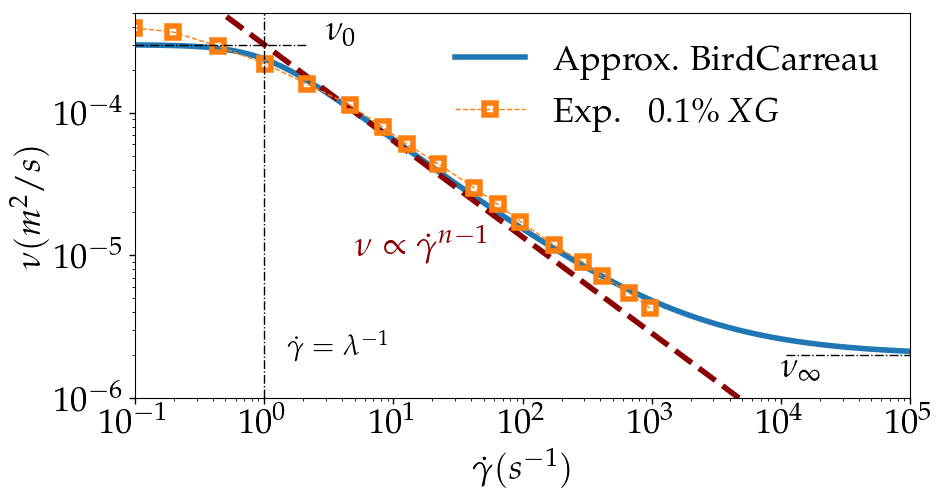 ν₀
Approx. BirdCarreau
Exp. 0.1% XG
10⁻⁴
ν(m²/s)
ν ∝ γ̇ⁿ⁻¹
10⁻⁵
γ̇ = λ⁻¹
ν∞
10⁻⁶
10⁻¹ 10⁰ 10¹ 10² 10³ 10⁴ 10⁵
γ̇(s⁻¹)